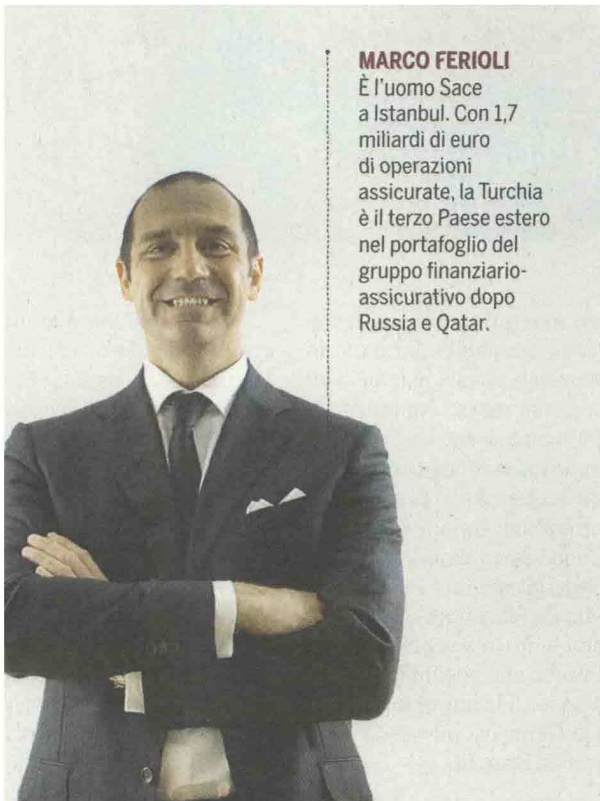 MARCO FERIOLI
È l'uomo Sace
a Istanbul. Con 1,7
miliardi di euro
di operazioni
assicurate, la Turchia
è il terzo Paese estero
nel portafoglio del
gruppo finanziario-
assicurativo dopo
Russia e Qatar.